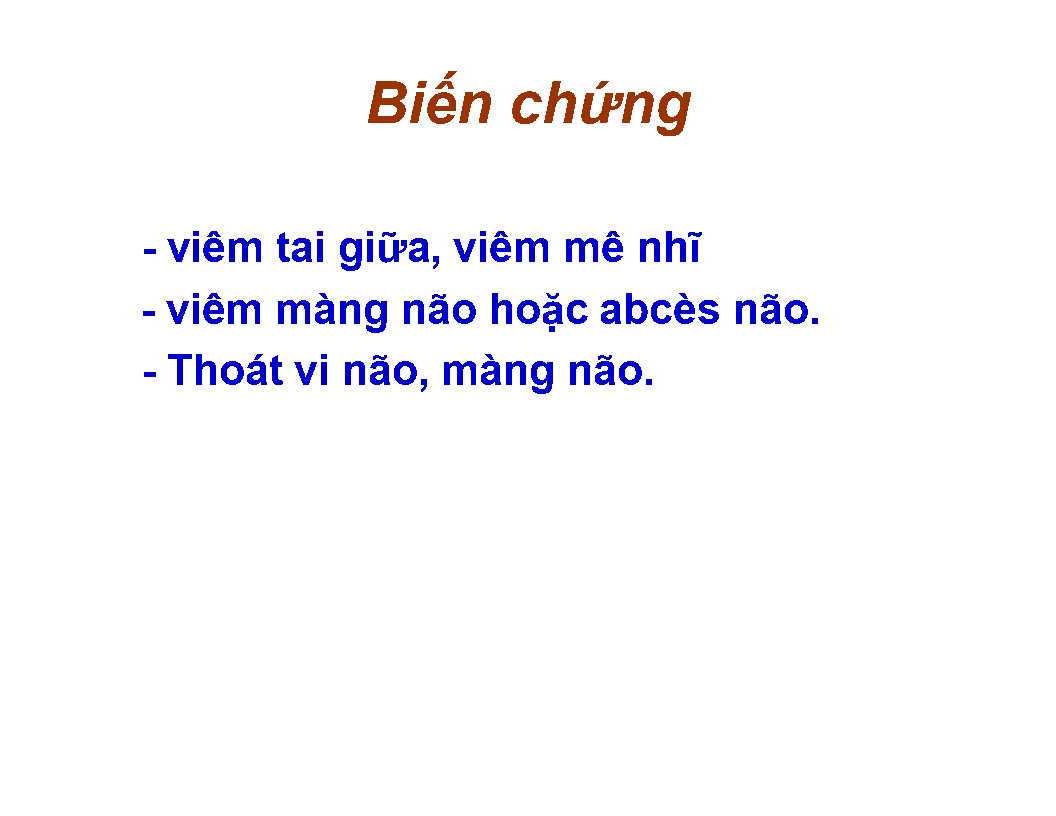 Biến chứng
- viêm tai giữa, viêm mê nhĩ
- viêm màng não hoặc abcès não.
- Thoát vi não, màng não.